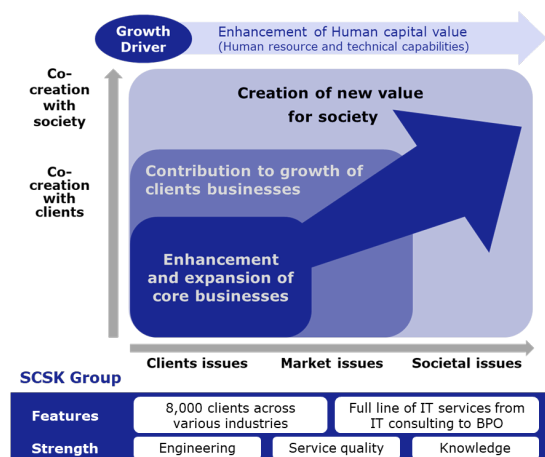 Growth
Driver
Enhancement of Human capital value
(Human resource and technical capabilities)
Co-
creation
with
society
Creation of new value
for society
Co-
creation
with
clients
Contribution to growth of
clients businesses
Enhancement
and expansion of
core businesses
Clients issues
Market issues
Societal issues
SCSK Group
Features
8,000 clients across
various industries
Full line of IT services from
IT consulting to BPO
Strength
Engineering
Service quality
Knowledge